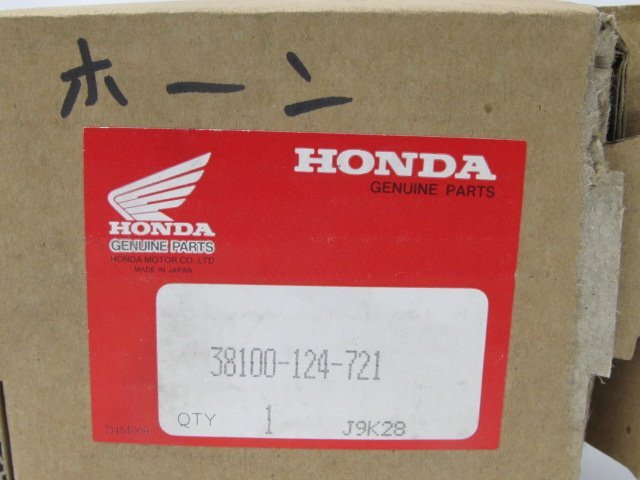 ホーン
HONDA
GENUINE PARTS
HONDA
GENUINE PARTS
HONDA MOTOR CO., LTD
MADE IN JAPAN
38100-124-721
QTY 1 J9K28